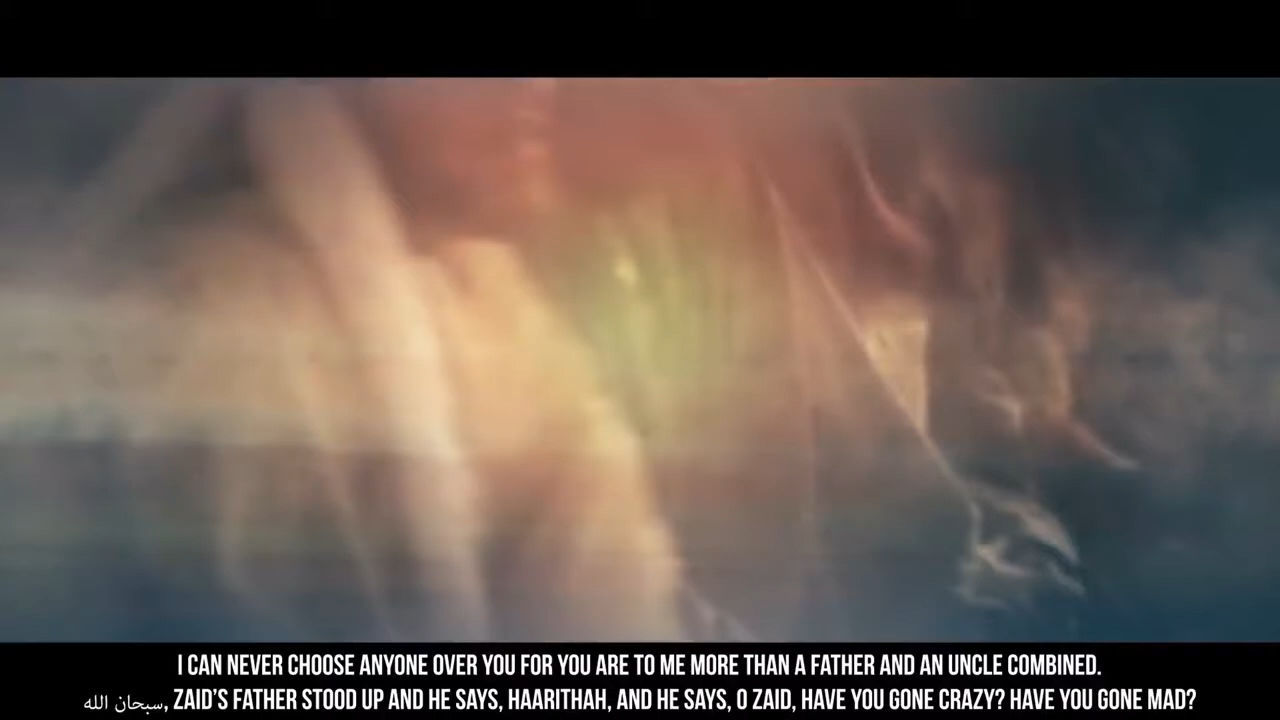 I CAN NEVER CHOOSE ANYONE OVER YOU FOR YOU ARE TO ME MORE THAN A FATHER AND AN UNCLE COMBINED.
سبحان الله, ZAID'S FATHER STOOD UP AND HE SAYS, HAARITHAH, AND HE SAYS, O ZAID, HAVE YOU GONE CRAZY? HAVE YOU GONE MAD?